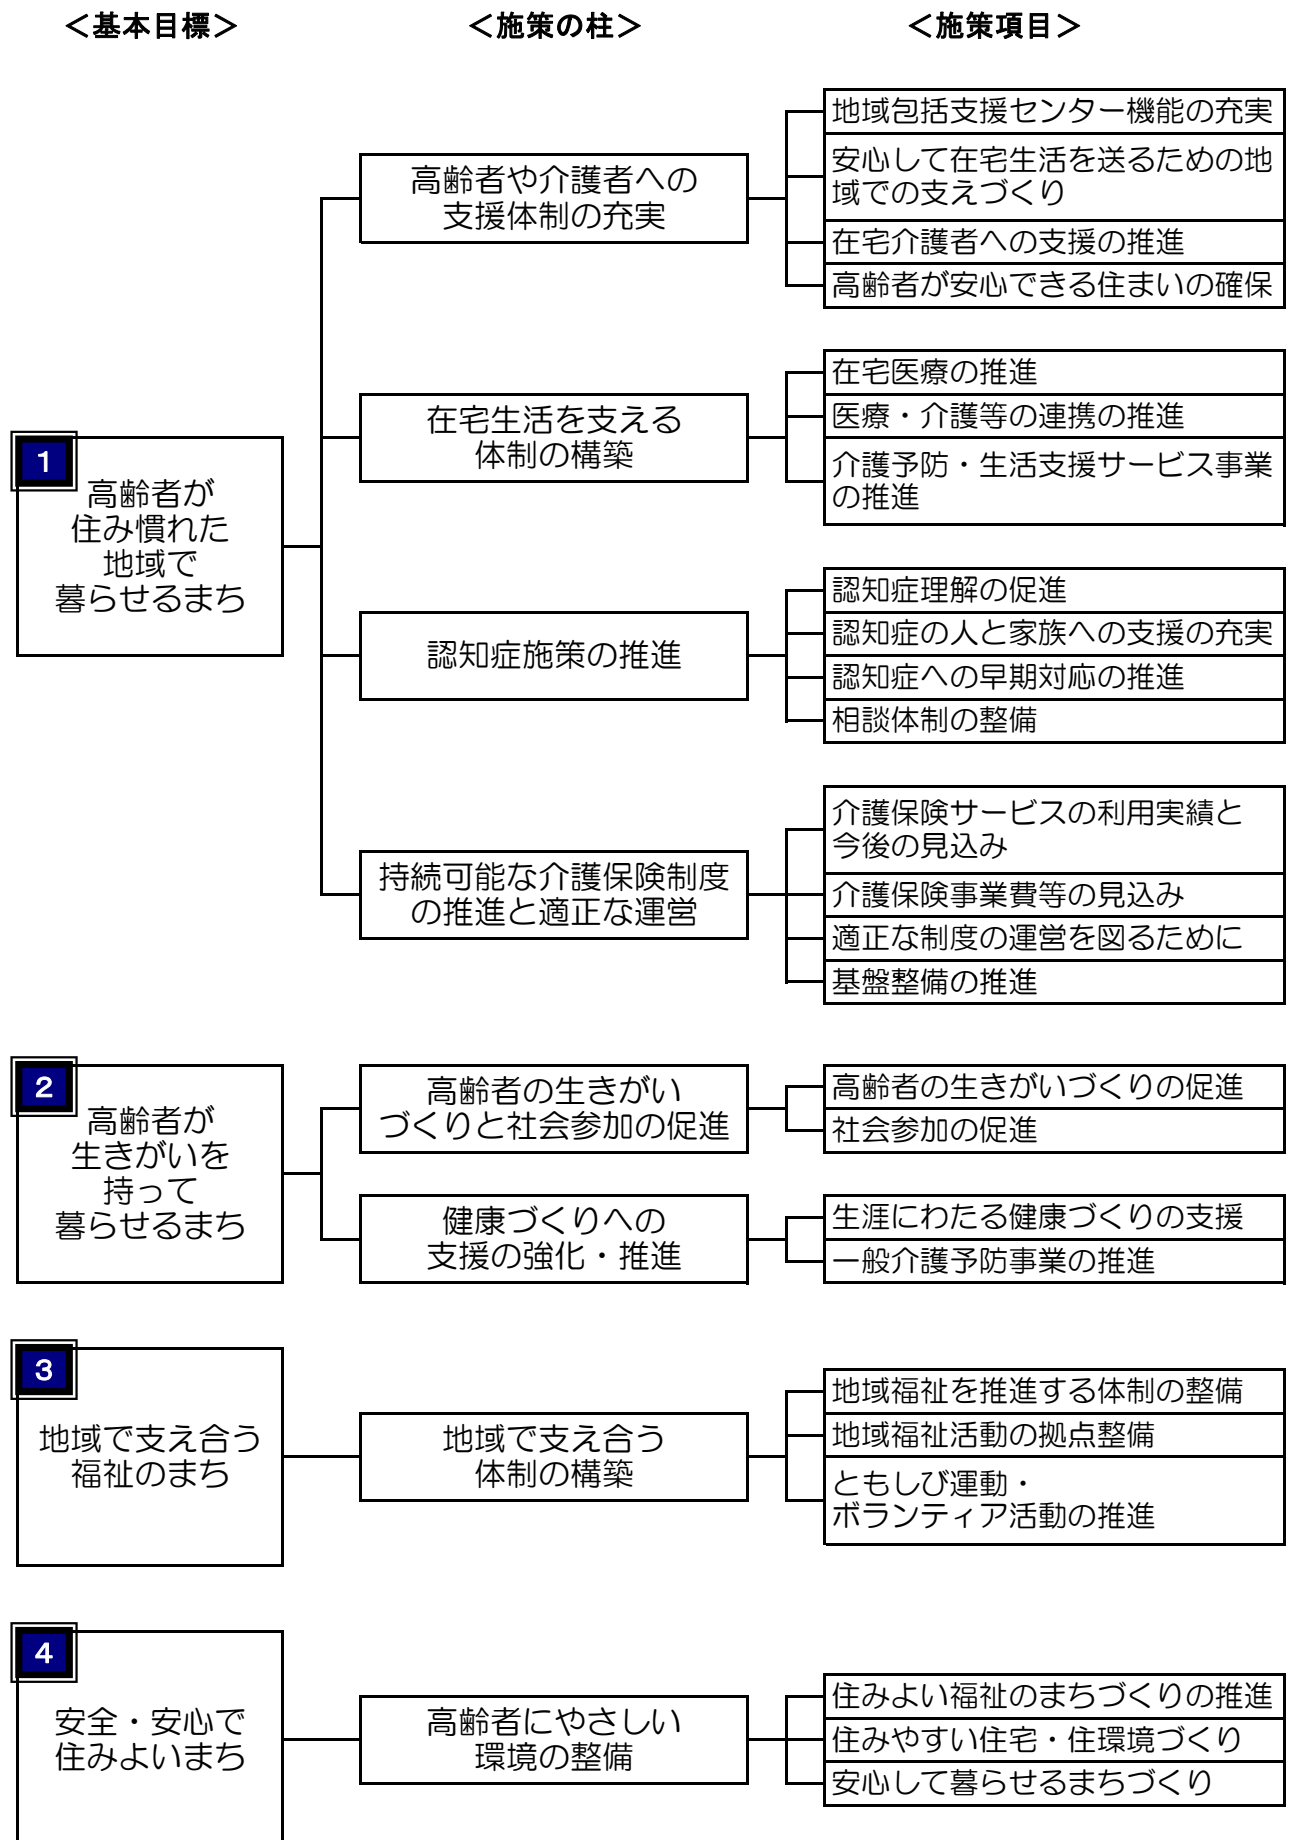 ＜基本目標＞
＜施策の柱＞
＜施策項目＞
1
高齢者が
住み慣れた
地域で
暮らせるまち
高齢者や介護者への
支援体制の充実
地域包括支援センター機能の充実
安心して在宅生活を送るための地
域での支えづくり
在宅介護者への支援の推進
高齢者が安心できる住まいの確保
在宅生活を支える
体制の構築
在宅医療の推進
医療・介護等の連携の推進
介護予防・生活支援サービス事業
の推進
認知症施策の推進
認知症理解の促進
認知症の人と家族への支援の充実
認知症への早期対応の推進
相談体制の整備
持続可能な介護保険制度
の推進と適正な運営
介護保険サービスの利用実績と
今後の見込み
介護保険事業費等の見込み
適正な制度の運営を図るために
基盤整備の推進
2
高齢者が
生きがいを
持って
暮らせるまち
高齢者の生きがい
づくりと社会参加の促進
高齢者の生きがいづくりの促進
社会参加の促進
健康づくりへの
支援の強化・推進
生涯にわたる健康づくりの支援
一般介護予防事業の推進
3
地域で支え合う
福祉のまち
地域で支え合う
体制の構築
地域福祉を推進する体制の整備
地域福祉活動の拠点整備
ともしび運動・
ボランティア活動の推進
4
安全・安心で
住みよいまち
高齢者にやさしい
環境の整備
住みよい福祉のまちづくりの推進
住みやすい住宅・住環境づくり
安心して暮らせるまちづくり